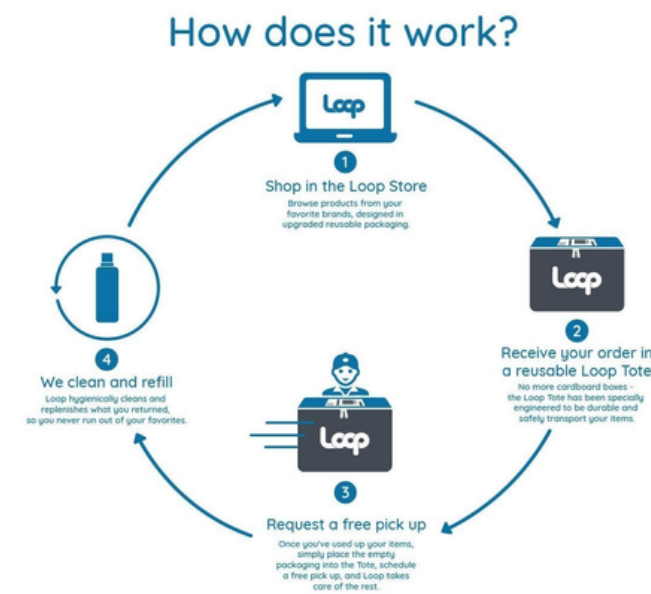 How does it work?
Loop
1
Shop in the Loop Store
Browse products from your
favorite brands, designed in
upgraded reusable packaging.
Loop
2
Receive your order in
a reusable Loop Tote
No more cardboard boxes -
the Loop Tote has been specially
engineered to be durable and
safely transport your items.
Loop
3
Request a free pick up
Once you've used up your items,
simply place the empty
packaging into the Tote, schedule
a free pick up, and Loop takes
care of the rest.
4
We clean and refill
Loop hygienically cleans and
replenishes what you returned,
so you never run out of your favorites.